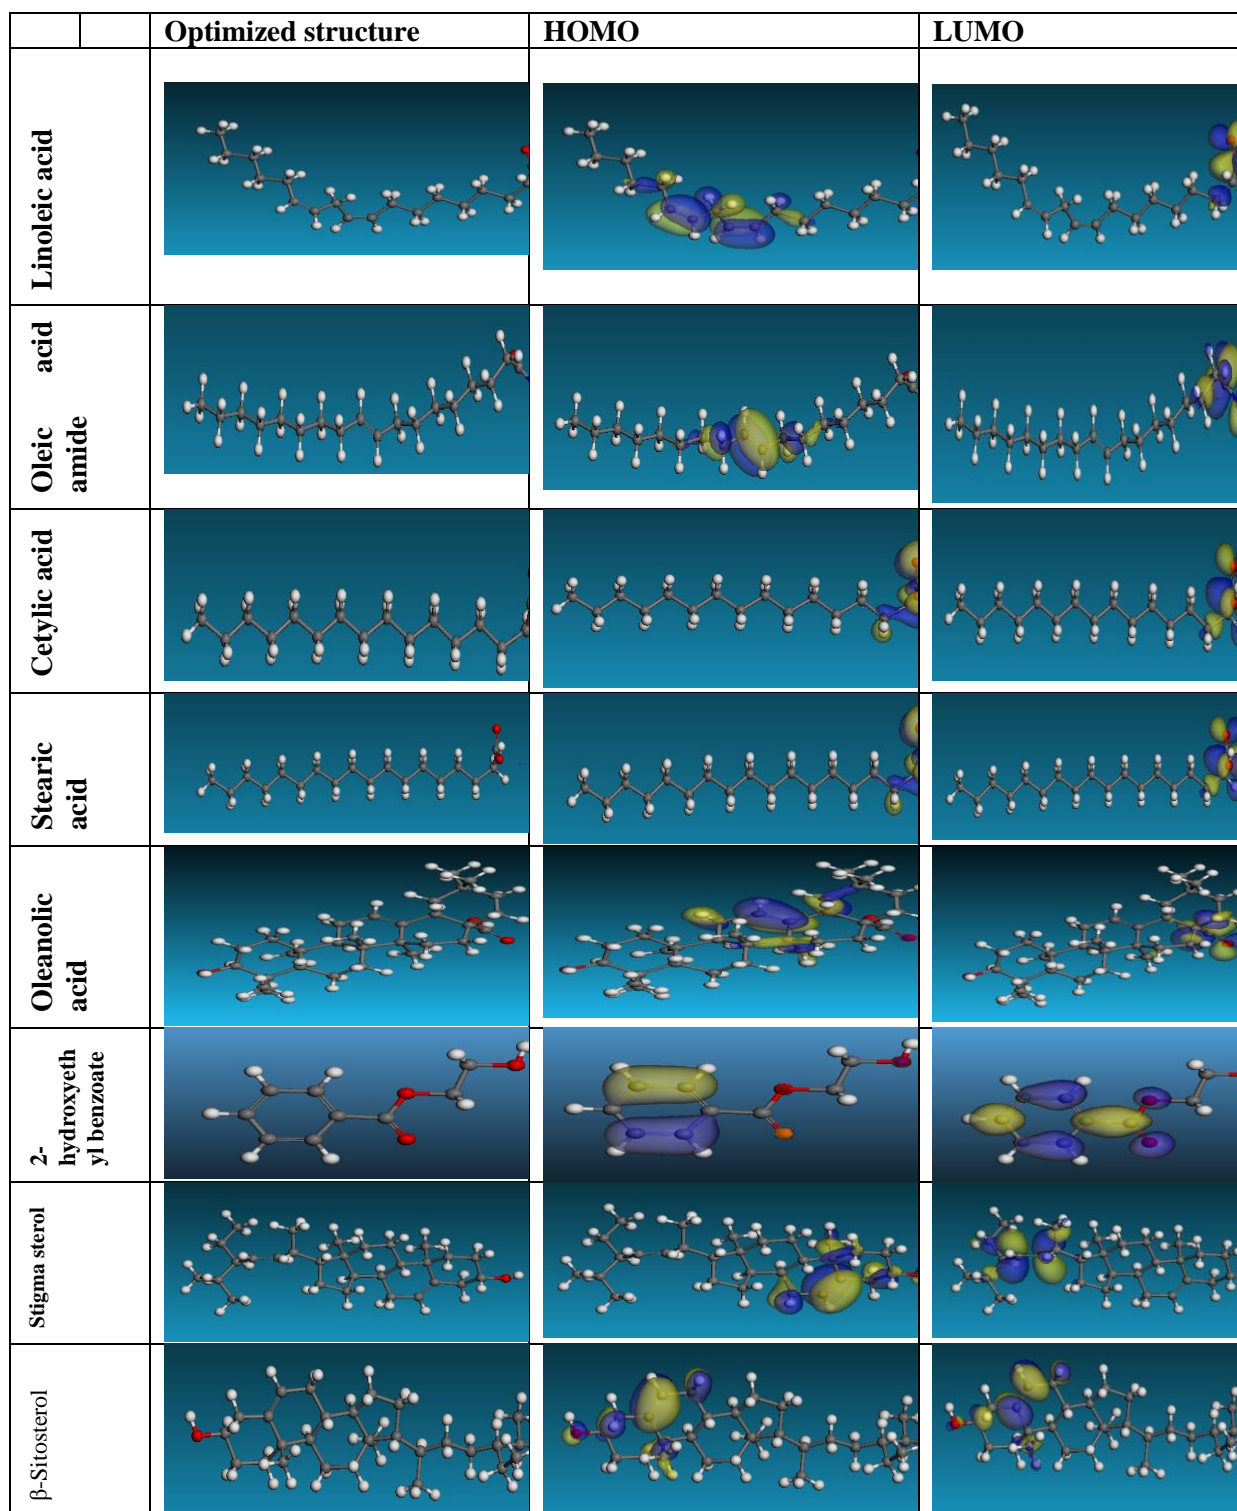 Optimized structure
HOMO
LUMO
Linoleic acid
Oleic acid
amide
Cetylic acid
Stearic
acid
Oleanolic
acid
2-
hydroxyeth
yl benzoate
Stigma sterol
β-Sitosterol